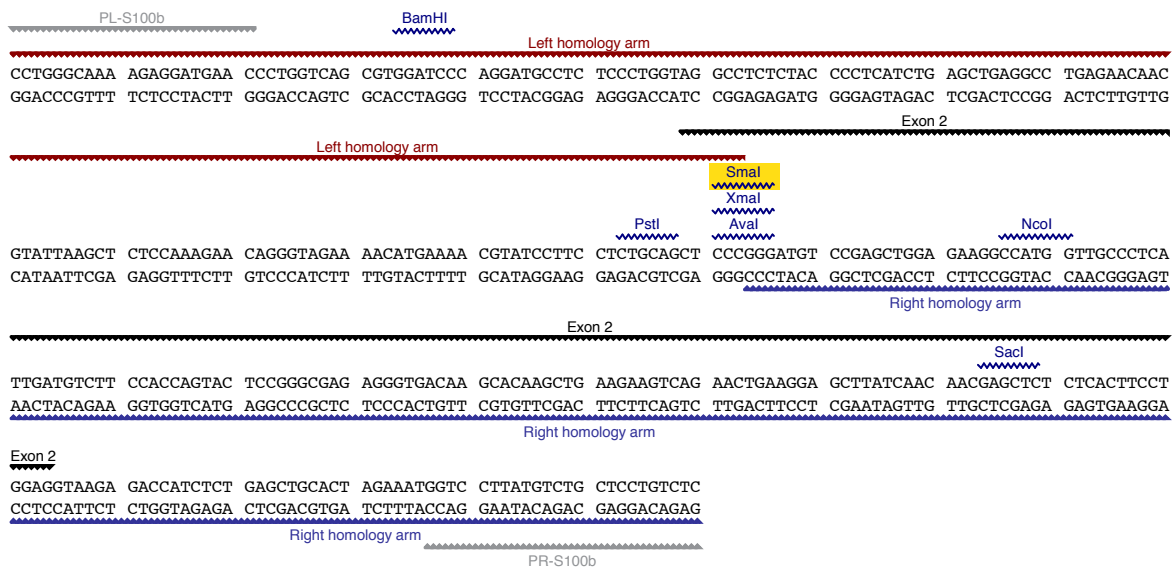 PL-S100b BamHI
Left homology arm
CCTGGGCAAA AGAGGATGAA CCCTGGTCAG CGTGGATCCC AGGATGCCTC TCCCTGGTAG GCCTCTCTAC CCCTCATCTG AGCTGAGGCC TGAGAACAAC
GGACCCGTTT TCTCCTACTT GGGACCAGTC GCACCTAGGG TCCTACGGAG AGGGACCATC CGGAGAGATG GGGAGTAGAC TCGACTCCGG ACTCTTGTTG
Exon 2
Left homology arm
SmaI
XmaI
PstI AvaI NcoI
GTATTAAGCT CTCCAAAGAA CAGGGTAGAA AACATGAAAA CGTATCCTTC CTCTGCAGCT CCCGGGATGT CCGAGCTGGA GAAGGCCATG GTTGCCCTCA
CATAATTCGA GAGGTTTCTT GTCCCATCTT TTGTACTTTT GCATAGGAAG GAGACGTCGA GGGCCCTACA GGCTCGACCT CTTCCGGTAC CAACGGGAGT
Right homology arm
Exon 2
SacI
TTGATGTCTT CCACCAGTAC TCCGGGCGAG AGGGTGACAA GCACAAGCTG AAGAAGTCAG AACTGAAGGA GCTTATCAAC AACGAGCTCT CTCACTTCCT
AACTACAGAA GGTGGTCATG AGGCCCGCTC TCCCACTGTT CGTGTTCGAC TTCTTCAGTC TTGACTTCCT CGAATAGTTG TTGCTCGAGA GAGTGAAGGA
Right homology arm
Exon 2
GGAGGTAAGA GACCATCTCT GAGCTGCACT AGAAATGGTC CTTATGTCTG CTCCTGTCTC
CCTCCATTCT CTGGTAGAGA CTCGACGTGA TCTTTACCAG GAATACAGAC GAGGACAGAG
Right homology arm
PR-S100b